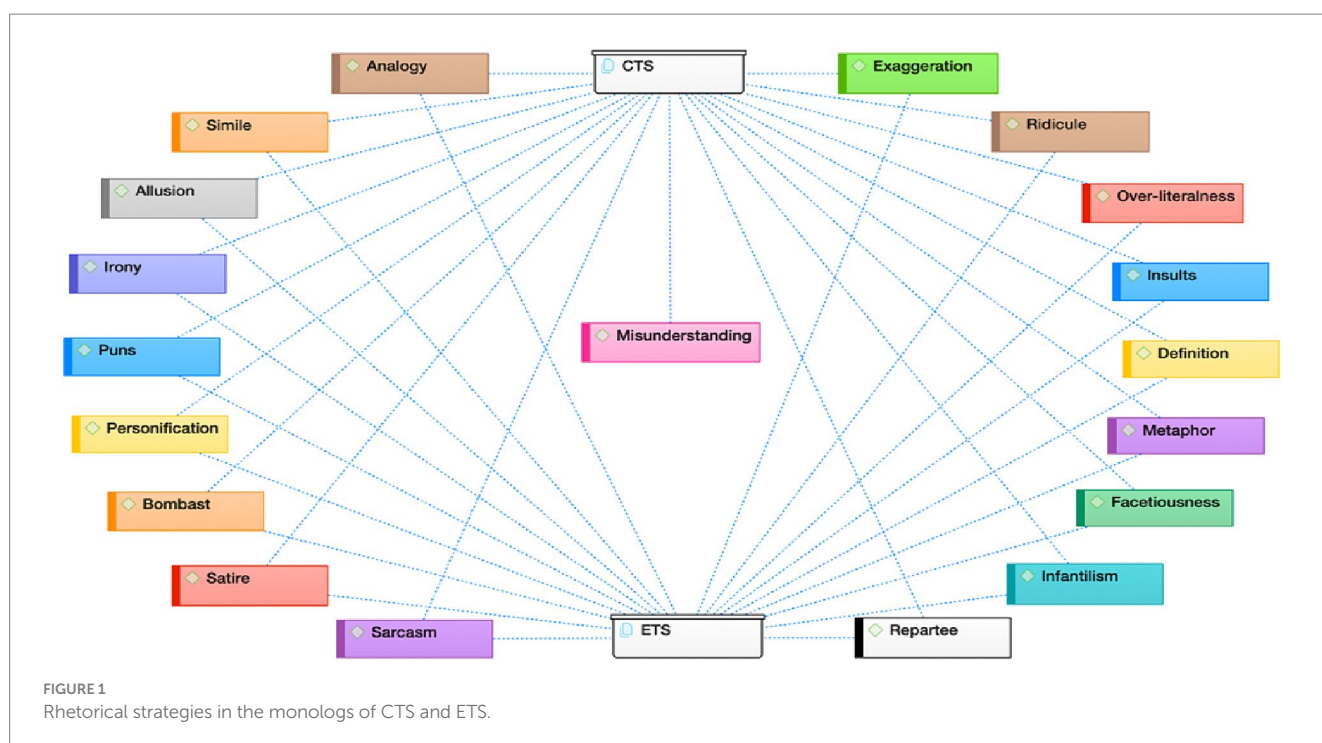 Analogy
CTS
Exaggeration
Simile
Ridicule
Allusion
Over-literalness
Irony
Insults
Puns
Misunderstanding
Definition
Personification
Metaphor
Bombast
Facetiousness
Satire
Infantilism
Sarcasm
ETS
Repartee
FIGURE 1
Rhetorical strategies in the monologs of CTS and ETS.